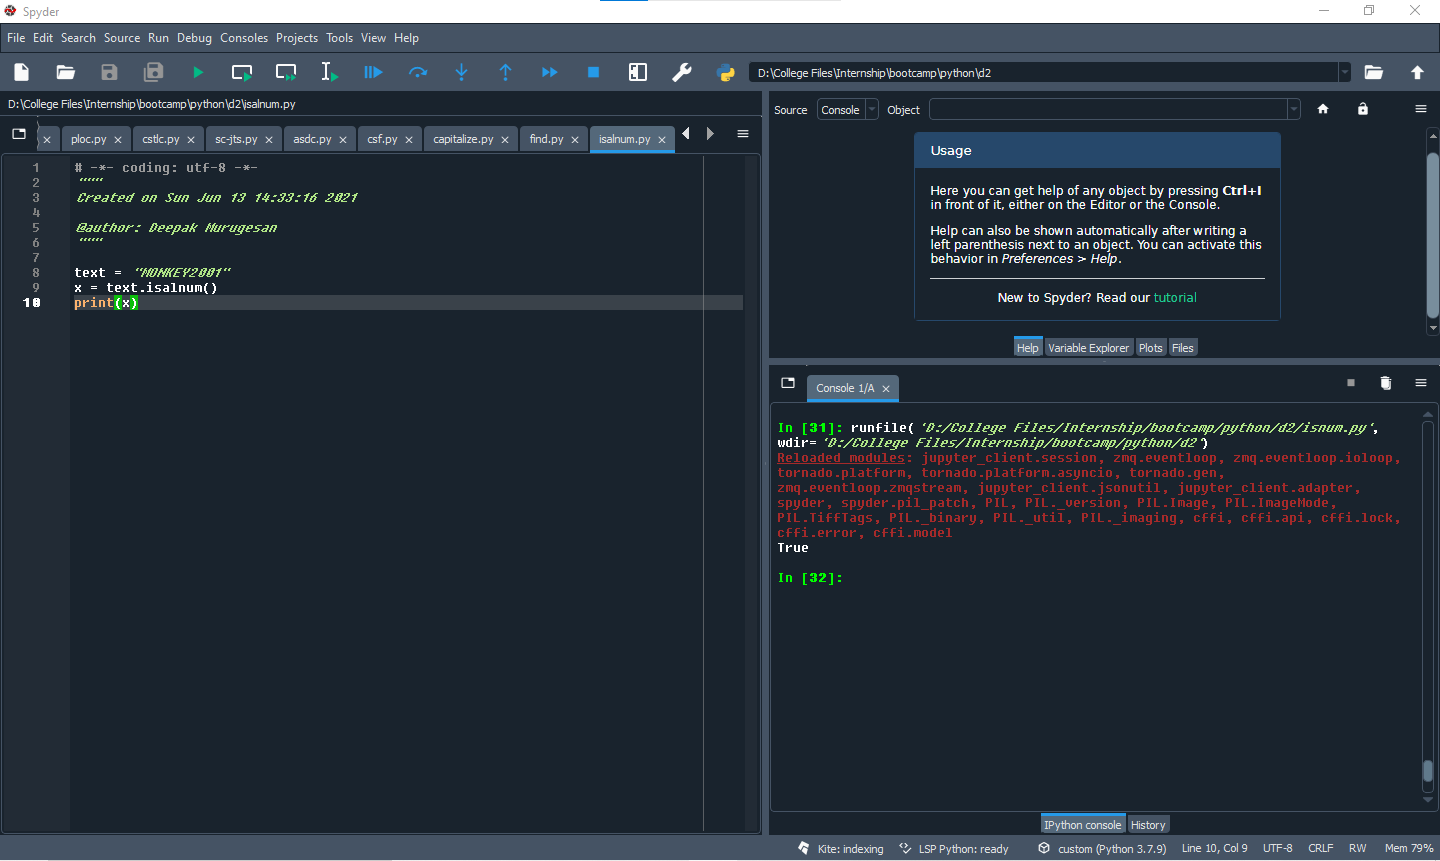 Spyder
File Edit Search Source Run Debug Consoles Projects Tools View Help
D:\College Files\Internship\bootcamp\python\d2
D:\College Files\Internship\bootcamp\python\d2\isalnum.py
ploc.py cstlc.py sc-jts.py asdc.py csf.py capitalize.py find.py isalnum.py
1 # -*- coding: utf-8 -*-
2 """
3 Created on Sun Jun 13 14:33:16 2021
4
5 @author: Deepak Murugesan
6 """
7
8 text = "MONKEY2001"
9 x = text.isalnum()
10 print(x)
Source Console Object
Usage
Here you can get help of any object by pressing Ctrl+I
in front of it, either on the Editor or the Console.
Help can also be shown automatically after writing a
left parenthesis next to an object. You can activate this
behavior in Preferences > Help.
New to Spyder? Read our tutorial
Help Variable Explorer Plots Files
Console 1/A
In [31]: runfile('D:/College Files/Internship/bootcamp/python/d2/isnum.py',
wdir='D:/College Files/Internship/bootcamp/python/d2')
Reloaded modules: jupyter_client.session, zmq.eventloop, zmq.eventloop.ioloop,
tornado.platform, tornado.platform.asyncio, tornado.gen,
zmq.eventloop.zmqstream, jupyter_client.jsonutil, jupyter_client.adapter,
spyder, spyder.pil_patch, PIL, PIL._version, PIL.Image, PIL.ImageMode,
PIL.TiffTags, PIL._binary, PIL._util, PIL._imaging, cffi, cffi.api, cffi.lock,
cffi.error, cffi.model
True
In [32]:
IPython console History
Kite: indexing LSP Python: ready custom (Python 3.7.9) Line 10, Col 9 UTF-8 CRLF RW Mem 79%